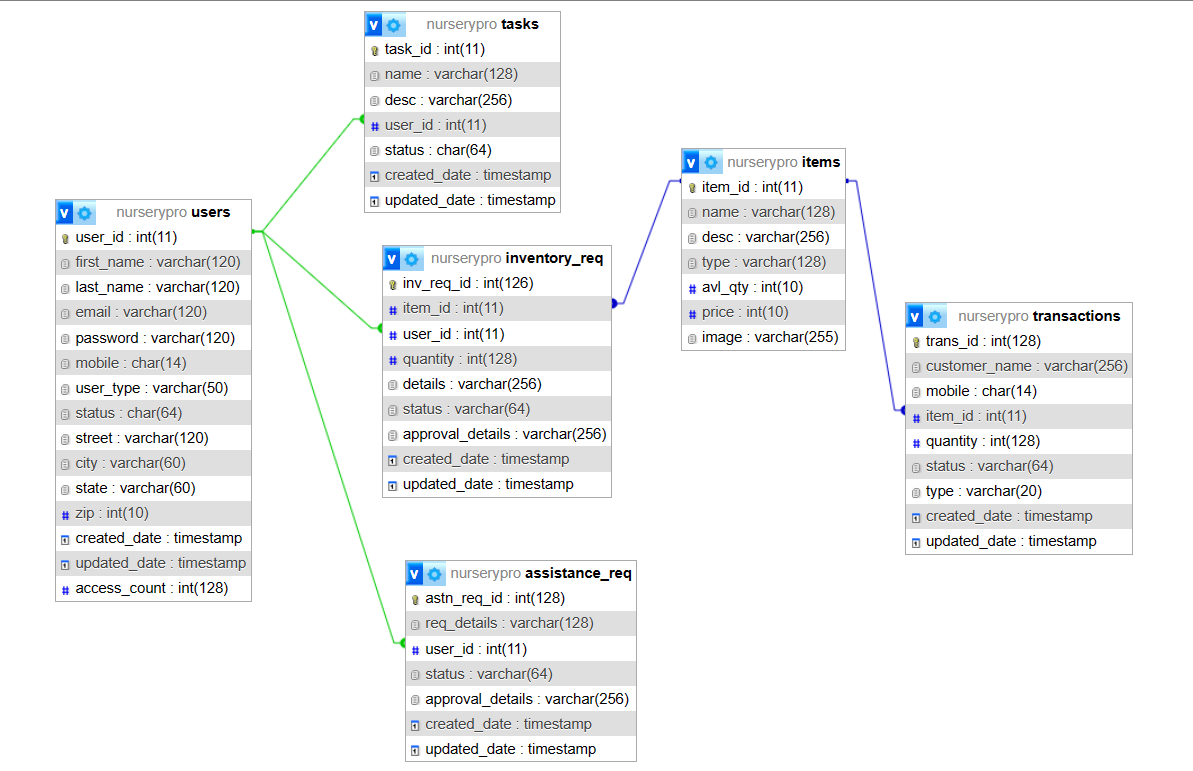 nurserypro tasks
task_id : int(11)
name : varchar(128)
desc : varchar(256)
user_id : int(11)
status : char(64)
created_date : timestamp
updated_date : timestamp
nurserypro users
user_id : int(11)
first_name : varchar(120)
last_name : varchar(120)
email : varchar(120)
password : varchar(120)
mobile : char(14)
user_type : varchar(50)
status : char(64)
street : varchar(120)
city : varchar(60)
state : varchar(60)
zip : int(10)
created_date : timestamp
updated_date : timestamp
access_count : int(128)
nurserypro inventory_req
inv_req_id : int(126)
item_id : int(11)
user_id : int(11)
quantity : int(128)
details : varchar(256)
status : varchar(64)
approval_details : varchar(256)
created_date : timestamp
updated_date : timestamp
nurserypro assistance_req
astn_req_id : int(128)
req_details : varchar(128)
user_id : int(11)
status : varchar(64)
approval_details : varchar(256)
created_date : timestamp
updated_date : timestamp
nurserypro items
item_id : int(11)
name : varchar(128)
desc : varchar(256)
type : varchar(128)
avl_qty : int(10)
price : int(10)
image : varchar(255)
nurserypro transactions
trans_id : int(128)
customer_name : varchar(256)
mobile : char(14)
item_id : int(11)
quantity : int(128)
status : varchar(64)
type : varchar(20)
created_date : timestamp
updated_date : timestamp